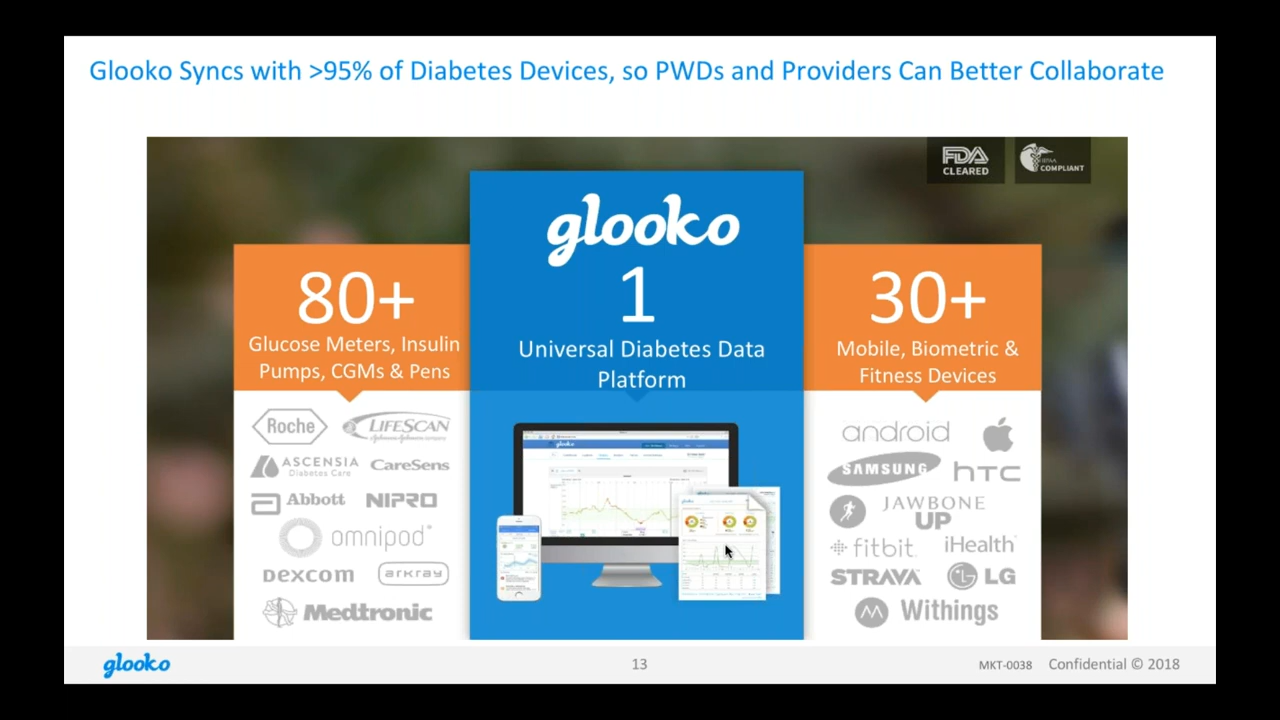 Glooko Syncs with >95% of Diabetes Devices, so PWDs and Providers Can Better Collaborate
FDA
CLEARED
HIPAA
COMPLIANT
glooko
1
Universal Diabetes Data
Platform
80+
Glucose Meters, Insulin
Pumps, CGMs & Pens
Roche
LIFESCAN
ASCENSIA
Diabetes Care
CareSens
Abbott
NIPRO
omnipod®
Dexcom
arkray
Medtronic
glooko
glooko
30+
Mobile, Biometric &
Fitness Devices
android
SAMSUNG
hTC
JAWBONE
UP
fitbit
iHealth
STRAVA
LG
Withings
glooko
13
MKT-0038
Confidential © 2018